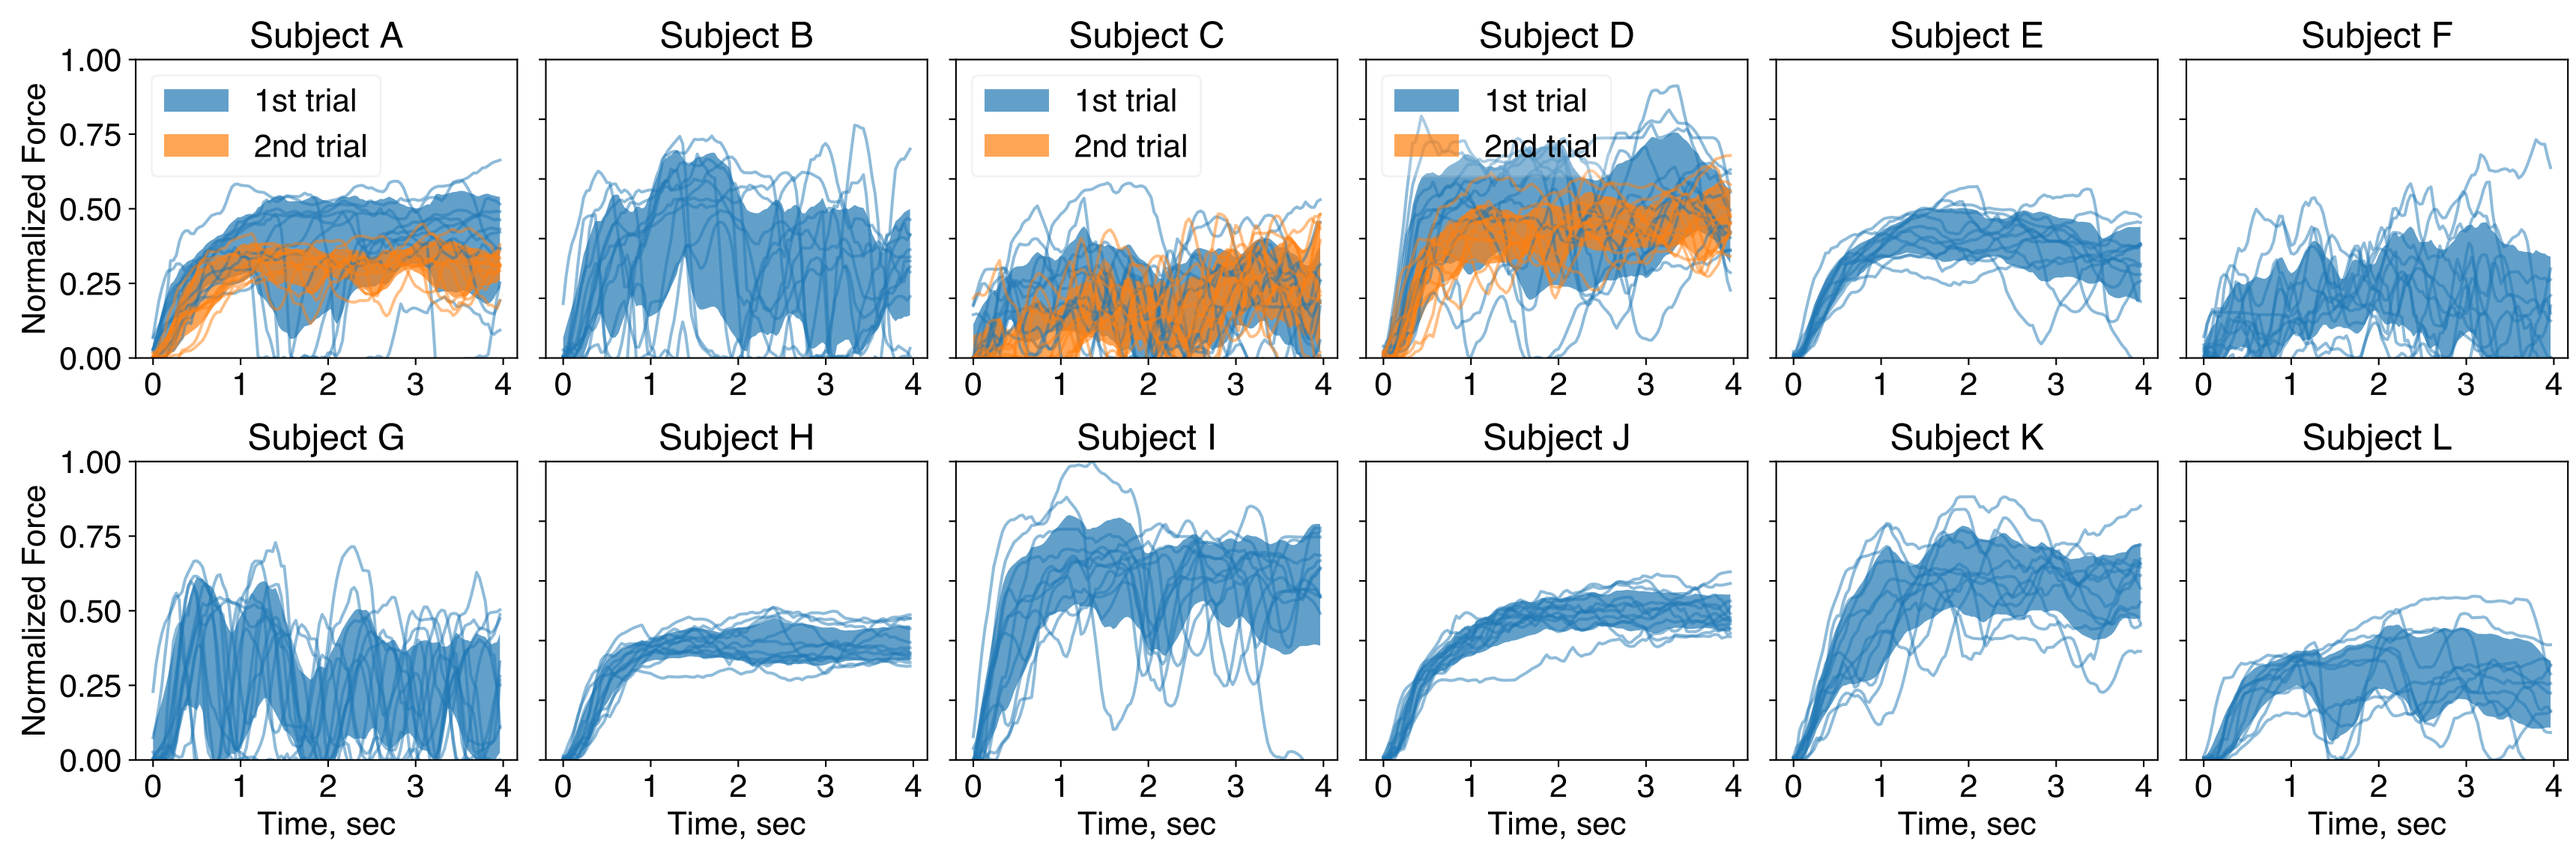 Subject A
Subject B
Subject C
Subject D
Subject E
Subject F
Normalized Force
1.00
0.75
0.50
0.25
0.00
1st trial
2nd trial
1st trial
2nd trial
1st trial
2nd trial
0 1 2 3 4
0 1 2 3 4
0 1 2 3 4
0 1 2 3 4
0 1 2 3 4
0 1 2 3 4
Subject G
Subject H
Subject I
Subject J
Subject K
Subject L
Normalized Force
1.00
0.75
0.50
0.25
0.00
0 1 2 3 4
0 1 2 3 4
0 1 2 3 4
0 1 2 3 4
0 1 2 3 4
0 1 2 3 4
Time, sec
Time, sec
Time, sec
Time, sec
Time, sec
Time, sec